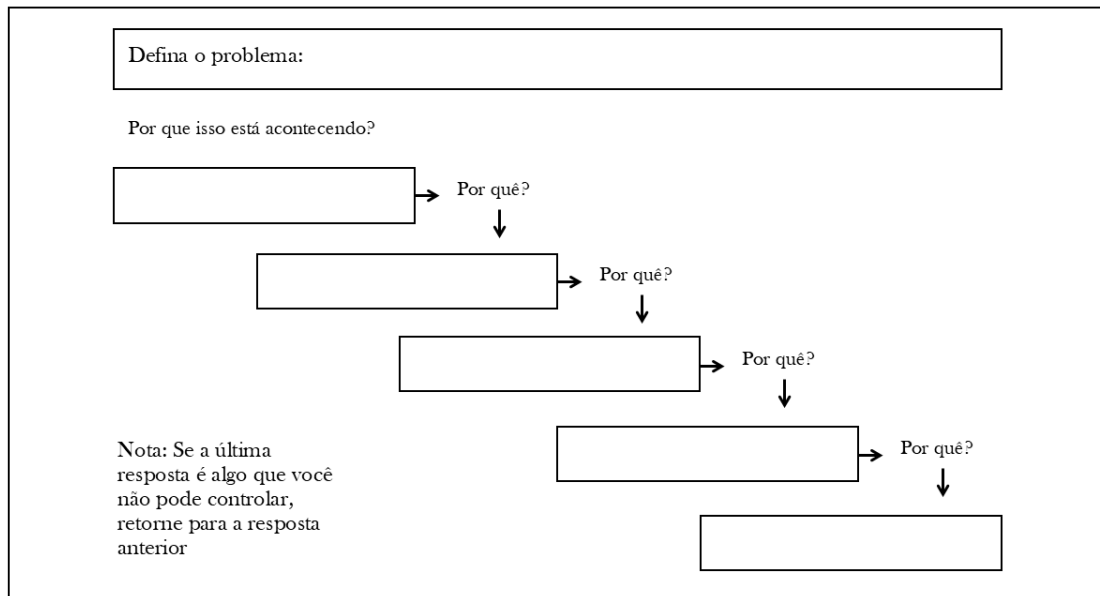 Defina o problema:
Por que isso está acontecendo?
Por quê?
Por quê?
Por quê?
Por quê?
Nota: Se a última
resposta é algo que você
não pode controlar,
retorne para a resposta
anterior